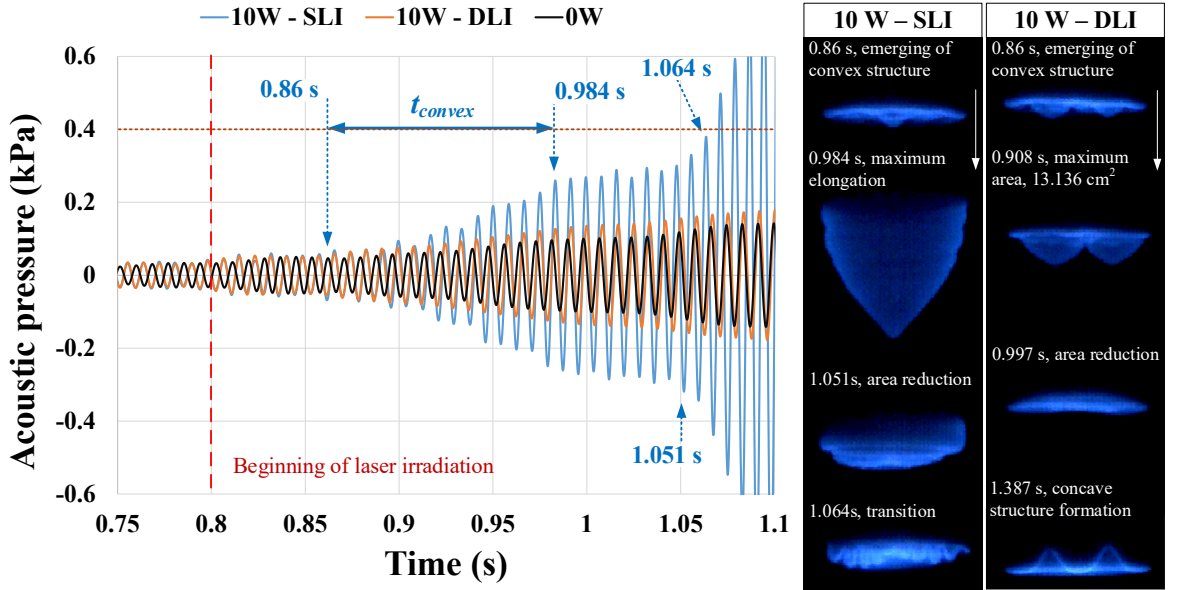 10W - SLI
10W - DLI
0W
Acoustic pressure (kPa)
0.6
0.4
0.2
0
-0.2
-0.4
-0.6
0.86 s
t_convex
0.984 s
1.064 s
1.051 s
Beginning of laser irradiation
0.75
0.8
0.85
0.9
0.95
1
1.05
1.1
Time (s)
10 W – SLI
0.86 s, emerging of
convex structure
0.984 s, maximum
elongation
1.051s, area reduction
1.064s, transition
10 W – DLI
0.86 s, emerging of
convex structure
0.908 s, maximum
area, 13.136 cm²
0.997 s, area reduction
1.387 s, concave
structure formation